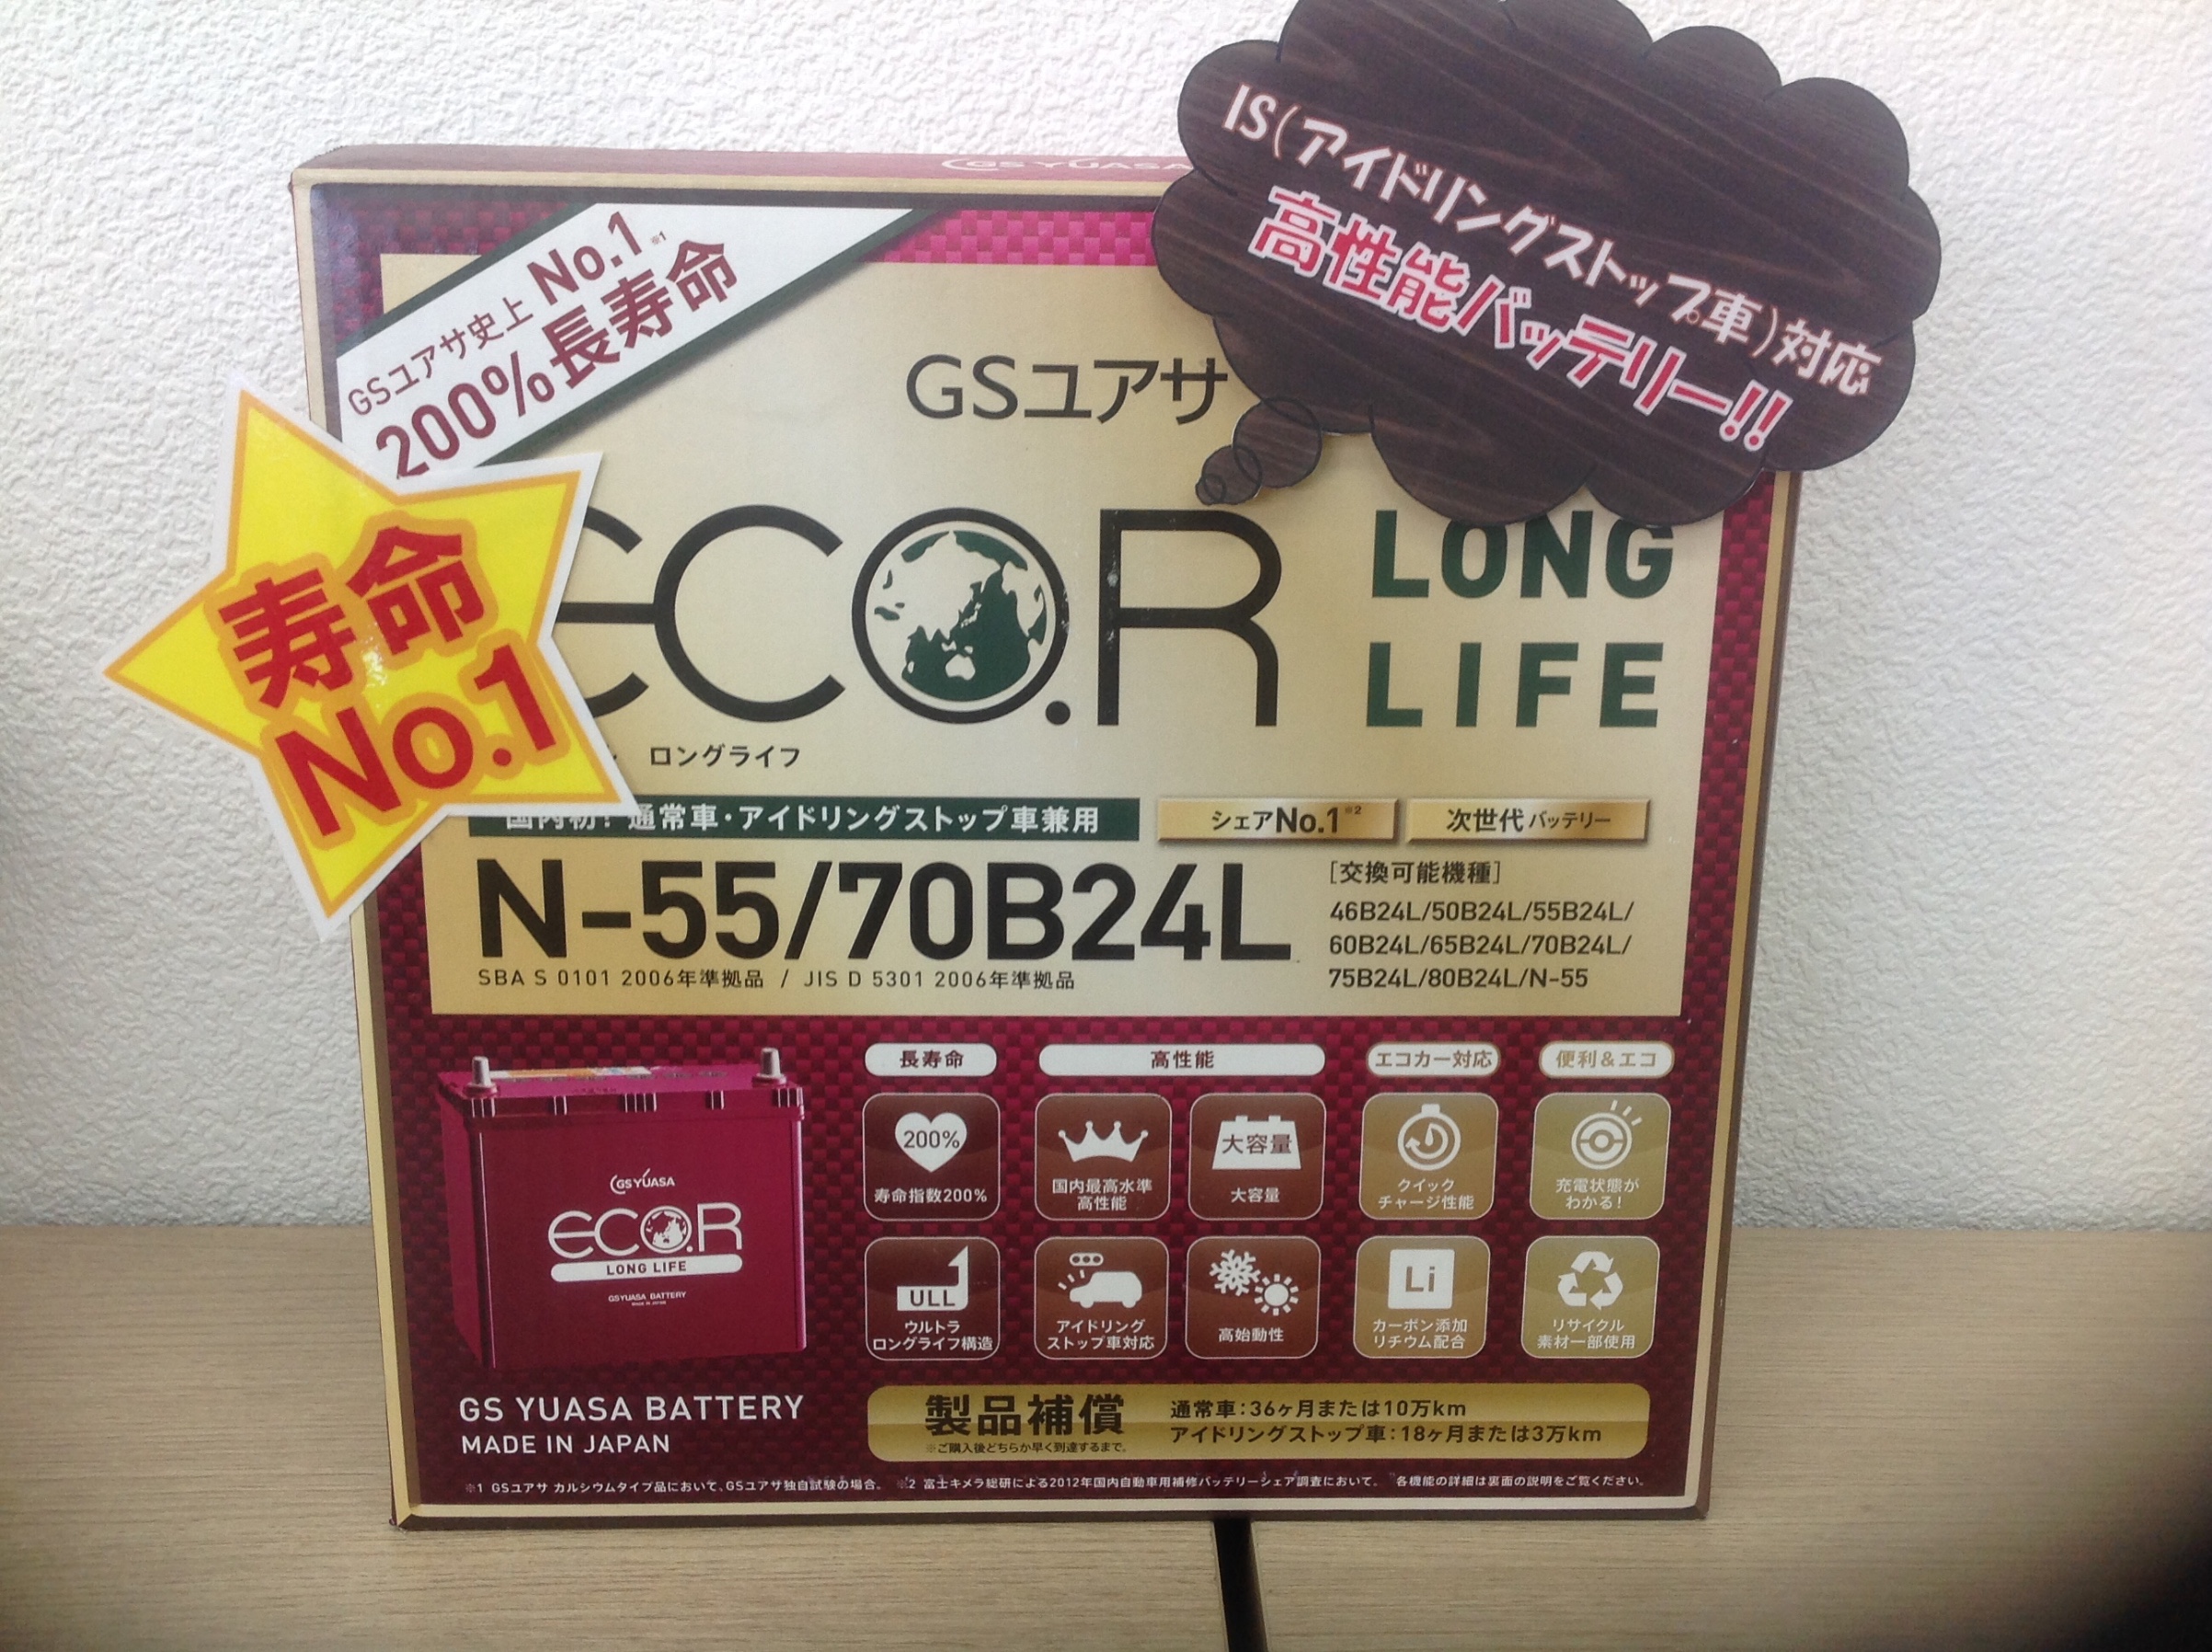 GS YUASA
IS(アイドリングストップ車)対応
高性能バッテリー!!
GSユアサ史上 No.1 ※1
200%長寿命
GSユアサ
寿命
No.1
ECO.R
LONG
LIFE
ロングライフ
国内初! 通常車・アイドリングストップ車兼用
シェアNo.1 ※2
次世代バッテリー
N-55/70B24L
SBA S 0101 2006年準拠品 / JIS D 5301 2006年準拠品
[交換可能機種]
46B24L/50B24L/55B24L/
60B24L/65B24L/70B24L/
75B24L/80B24L/N-55
長寿命
高性能
エコカー対応
便利&エコ
200%
寿命指数200%
国内最高水準
高性能
大容量
大容量
クイック
チャージ性能
充電状態が
わかる!
ULL
ウルトラ
ロングライフ構造
アイドリング
ストップ車対応
高始動性
Li
カーボン添加
リチウム配合
リサイクル
素材一部使用
GS YUASA
ECO.R
LONG LIFE
GS YUASA BATTERY
MADE IN JAPAN
GS YUASA BATTERY
MADE IN JAPAN
製品補償
※ご購入後どちらか早く到達するまで。
通常車:36ヶ月または10万km
アイドリングストップ車:18ヶ月または3万km
※1 GSユアサ カルシウムタイプ品において、GSユアサ独自試験の場合。 ※2 富士キメラ総研による2012年国内自動車用補修バッテリーシェア調査において。 各機能の詳細は裏面の説明をご覧ください。